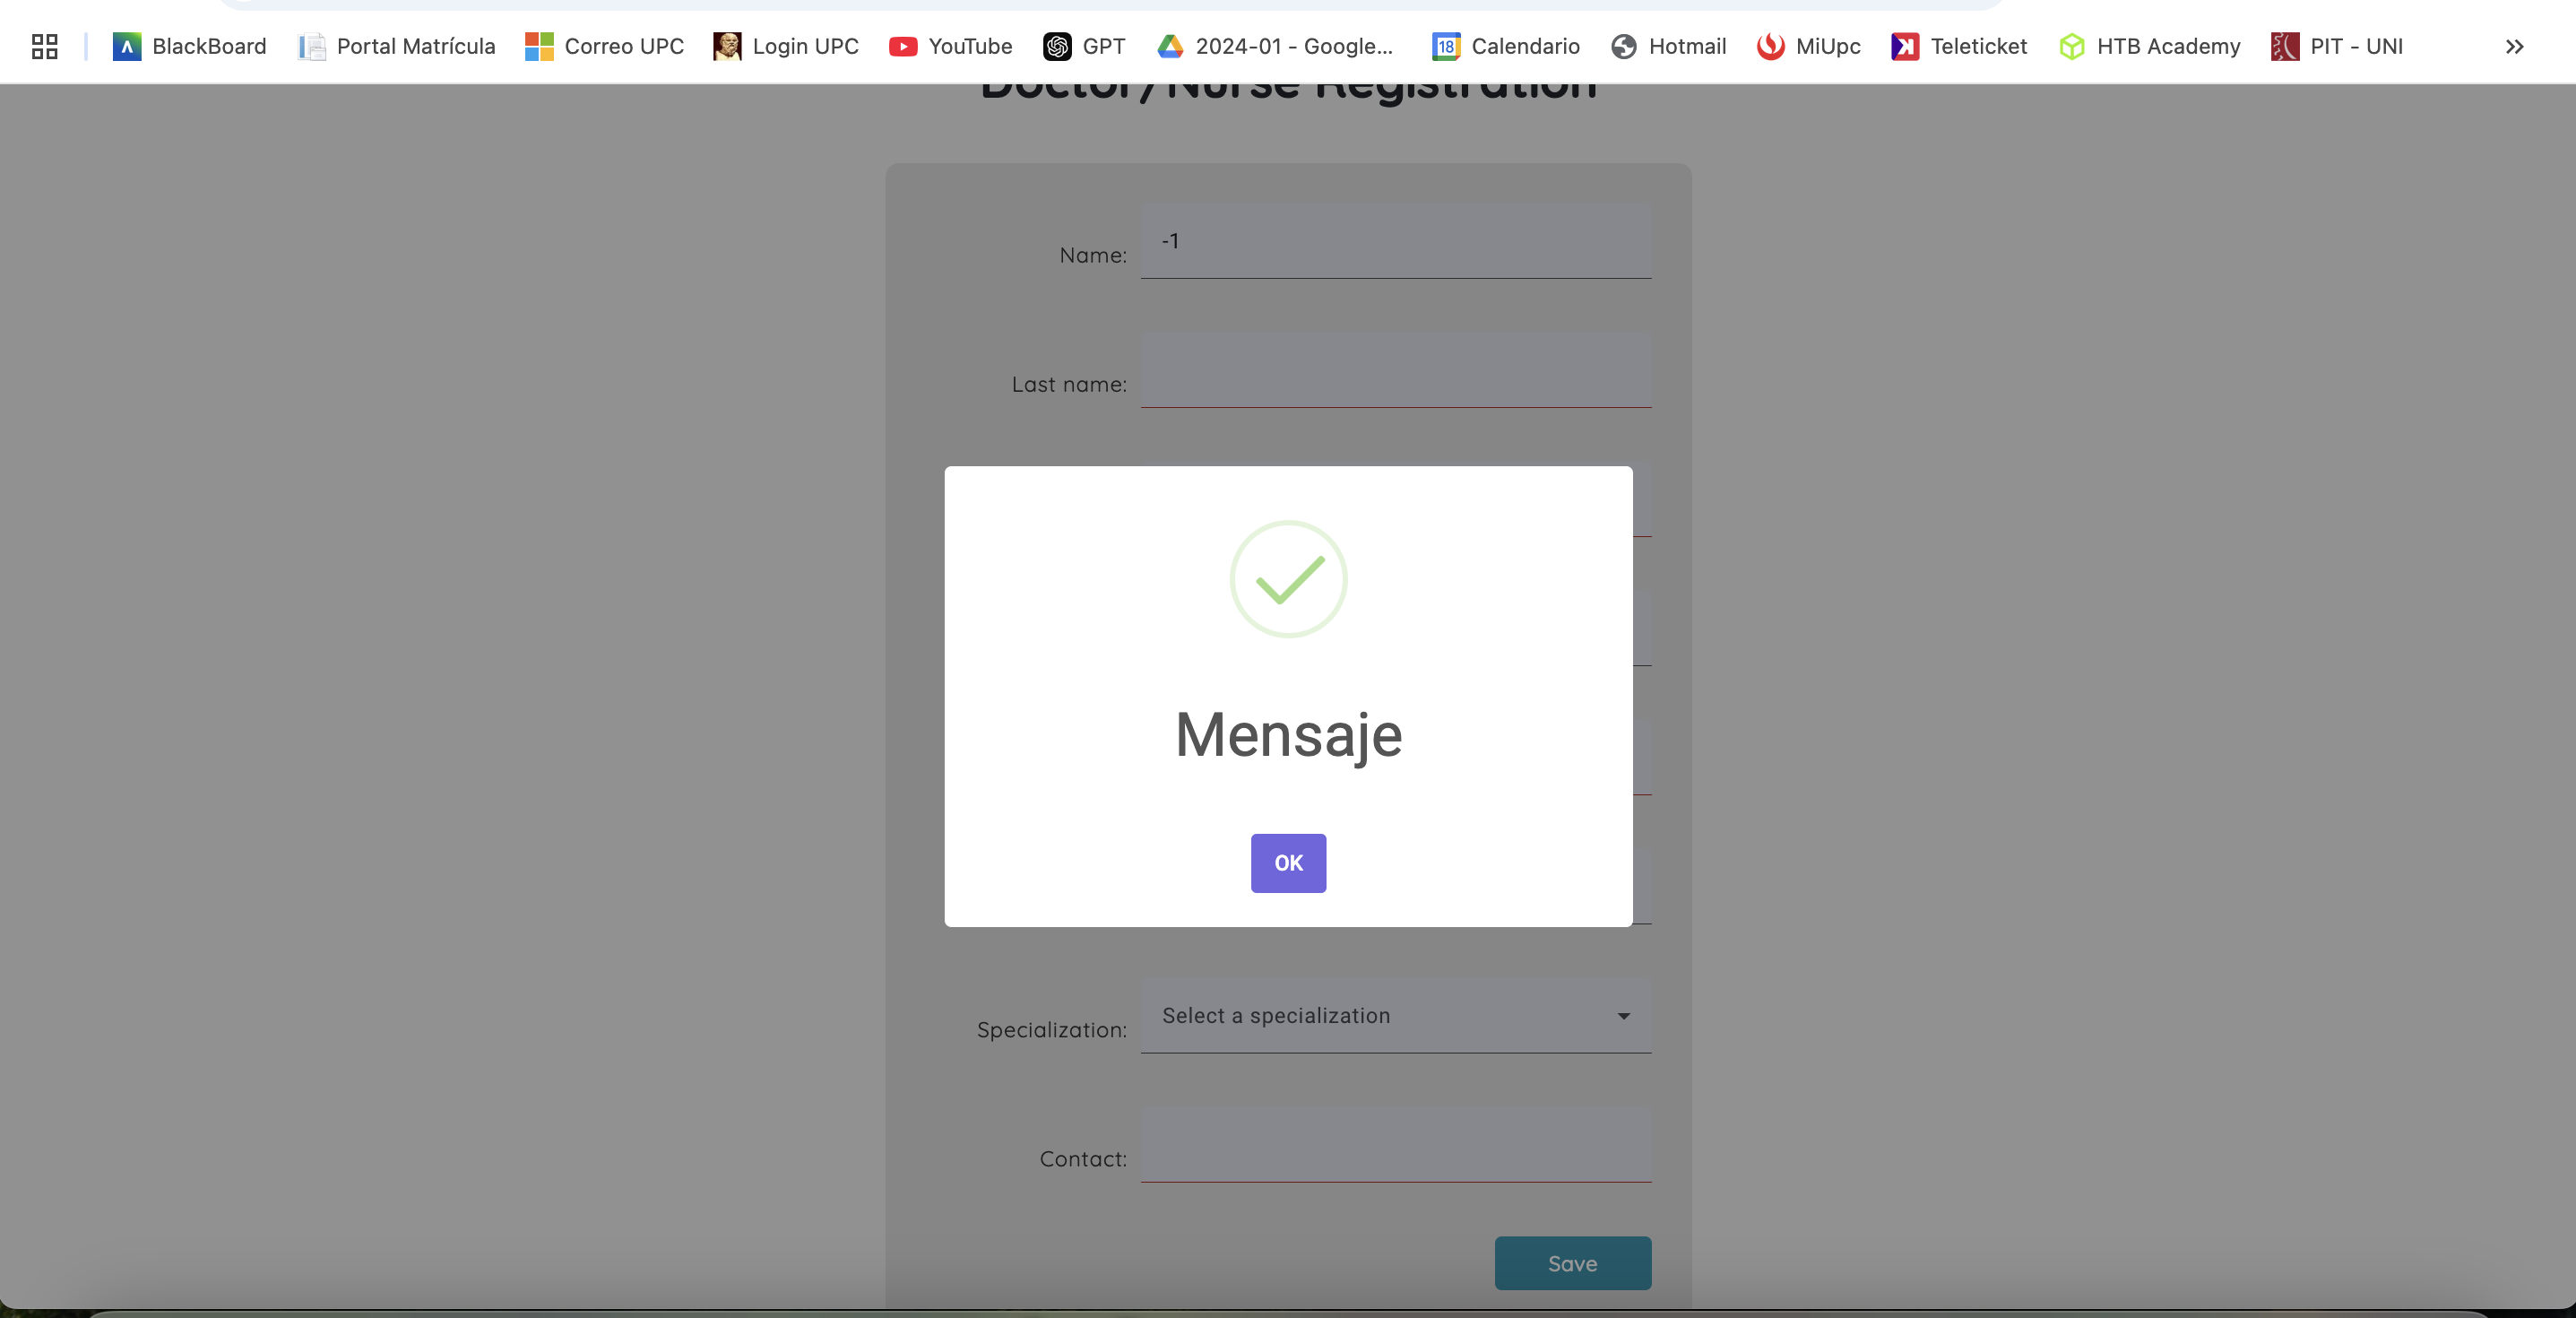 BlackBoard Portal Matrícula Correo UPC Login UPC YouTube GPT 2024-01 - Google... 18 Calendario Hotmail MiUpc Teleticket HTB Academy PIT - UNI »
Doctor/Nurse Registration
Name: -1
Last name:
Mensaje
OK
Specialization: Select a specialization
Contact:
Save